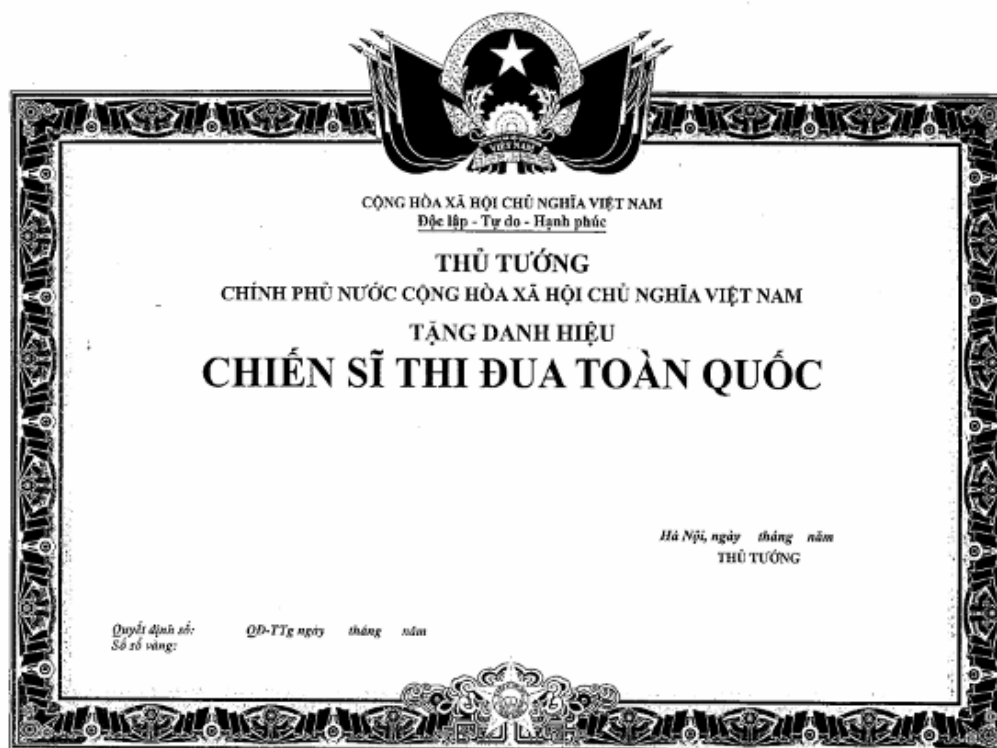 VIỆT NAM
CỘNG HÒA XÃ HỘI CHỦ NGHĨA VIỆT NAM
Độc lập - Tự do - Hạnh phúc
THỦ TƯỚNG
CHÍNH PHỦ NƯỚC CỘNG HÒA XÃ HỘI CHỦ NGHĨA VIỆT NAM
TẶNG DANH HIỆU
CHIẾN SĨ THI ĐUA TOÀN QUỐC
Hà Nội, ngày tháng năm
THỦ TƯỚNG
Quyết định số: QĐ-TTg ngày tháng năm
Số sổ vàng: